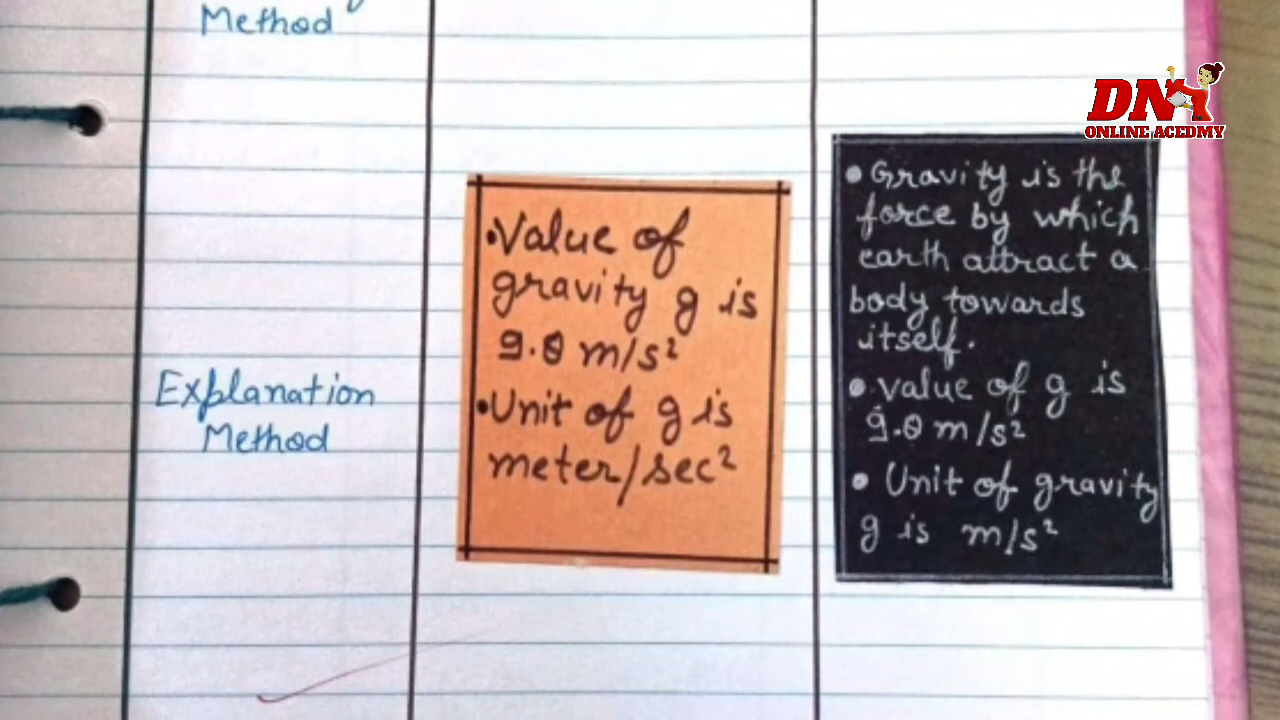 Method
DN
ONLINE ACEDMY
Explanation
Method
•Value of
gravity g is
9.8 m/s²
•Unit of g is
meter/sec²
• Gravity is the
force by which
earth attract a
body towards
itself.
• value of g is
9.8 m/s²
• Unit of gravity
g is m/s²